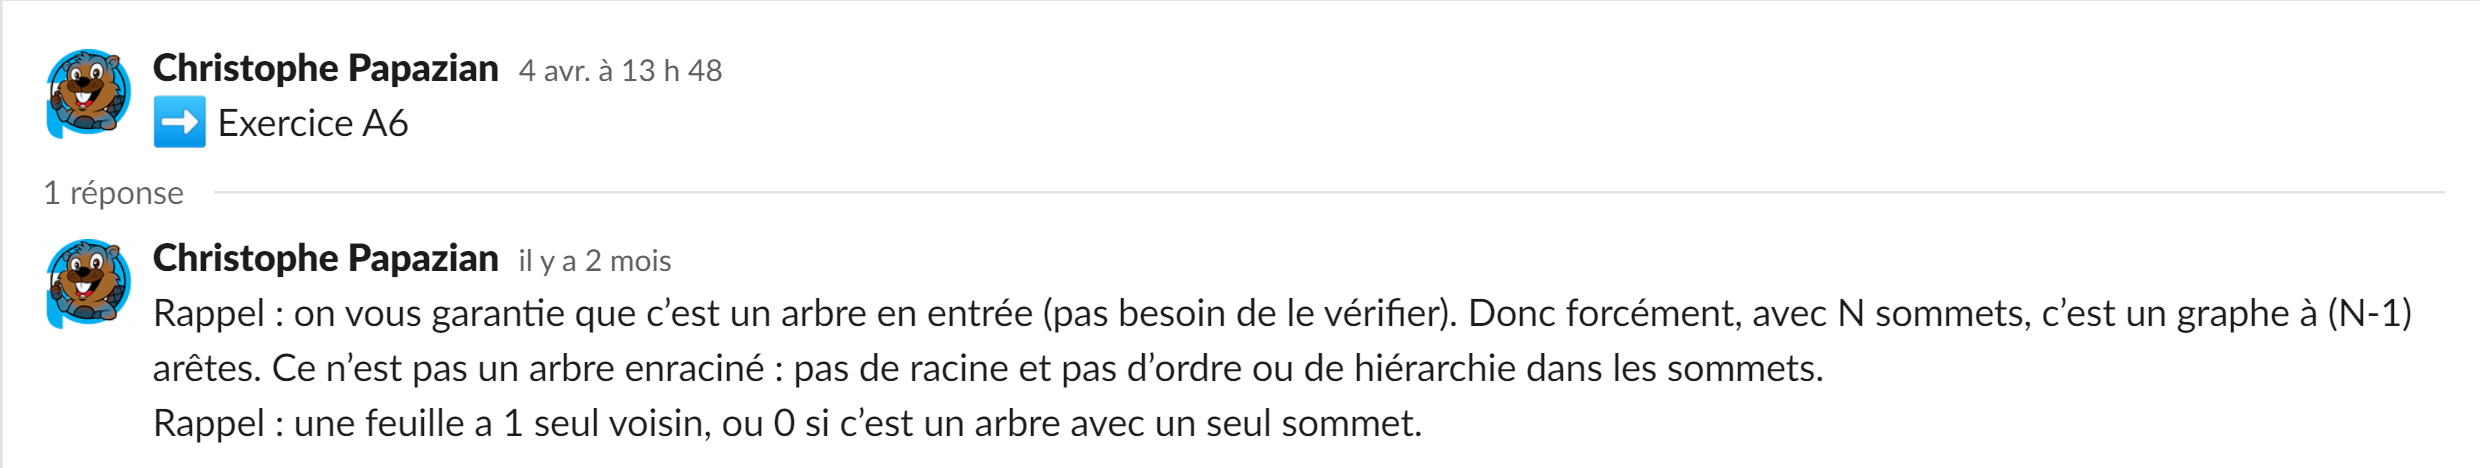 Christophe Papazian 4 avr. à 13 h 48
➡️ Exercice A6
1 réponse
Christophe Papazian il y a 2 mois
Rappel : on vous garantie que c’est un arbre en entrée (pas besoin de le vérifier). Donc forcément, avec N sommets, c’est un graphe à (N-1)
arêtes. Ce n’est pas un arbre enraciné : pas de racine et pas d’ordre ou de hiérarchie dans les sommets.
Rappel : une feuille a 1 seul voisin, ou 0 si c’est un arbre avec un seul sommet.